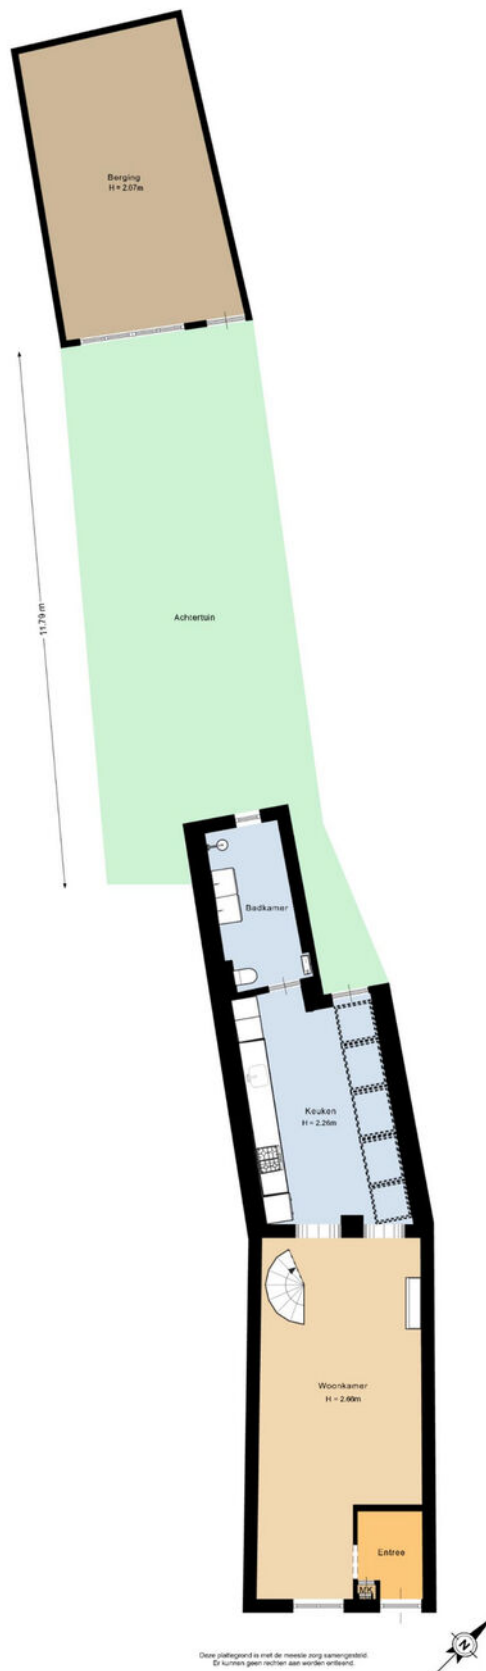 Berging
H = 2.07m
11.79 m
Achtertuin
Badkamer
Keuken
H = 2.26m
Woonkamer
H = 2.60m
Entree
MK
N
Deze plattegrond is met de meeste zorg samengesteld.
Er kunnen geen rechten aan worden ontleend.